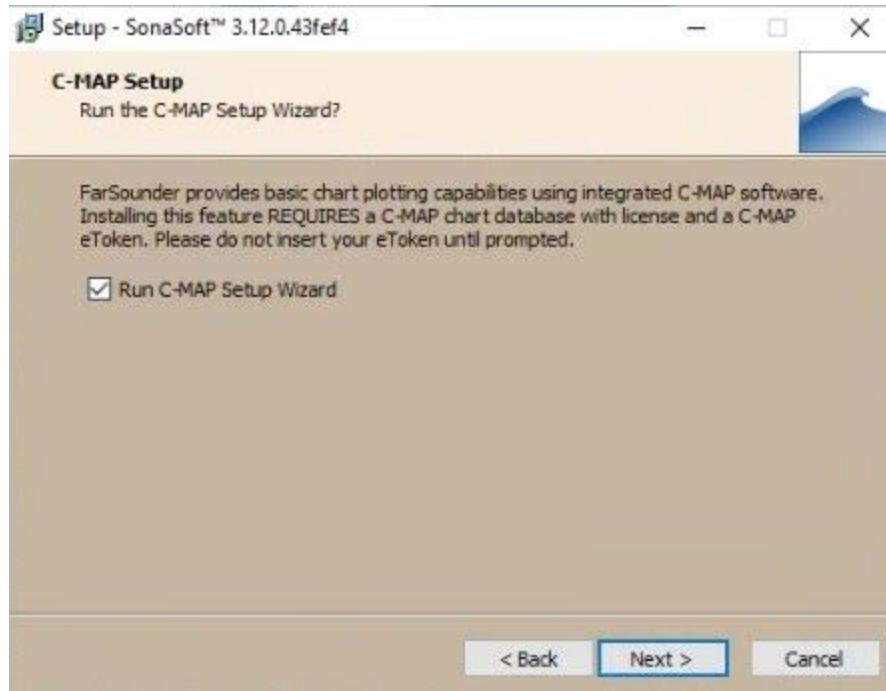 Setup - SonaSoft™ 3.12.0.43fef4
C-MAP Setup
Run the C-MAP Setup Wizard?
FarSounder provides basic chart plotting capabilities using integrated C-MAP software.
Installing this feature REQUIRES a C-MAP chart database with license and a C-MAP
eToken. Please do not insert your eToken until prompted.
Run C-MAP Setup Wizard
< Back
Next >
Cancel